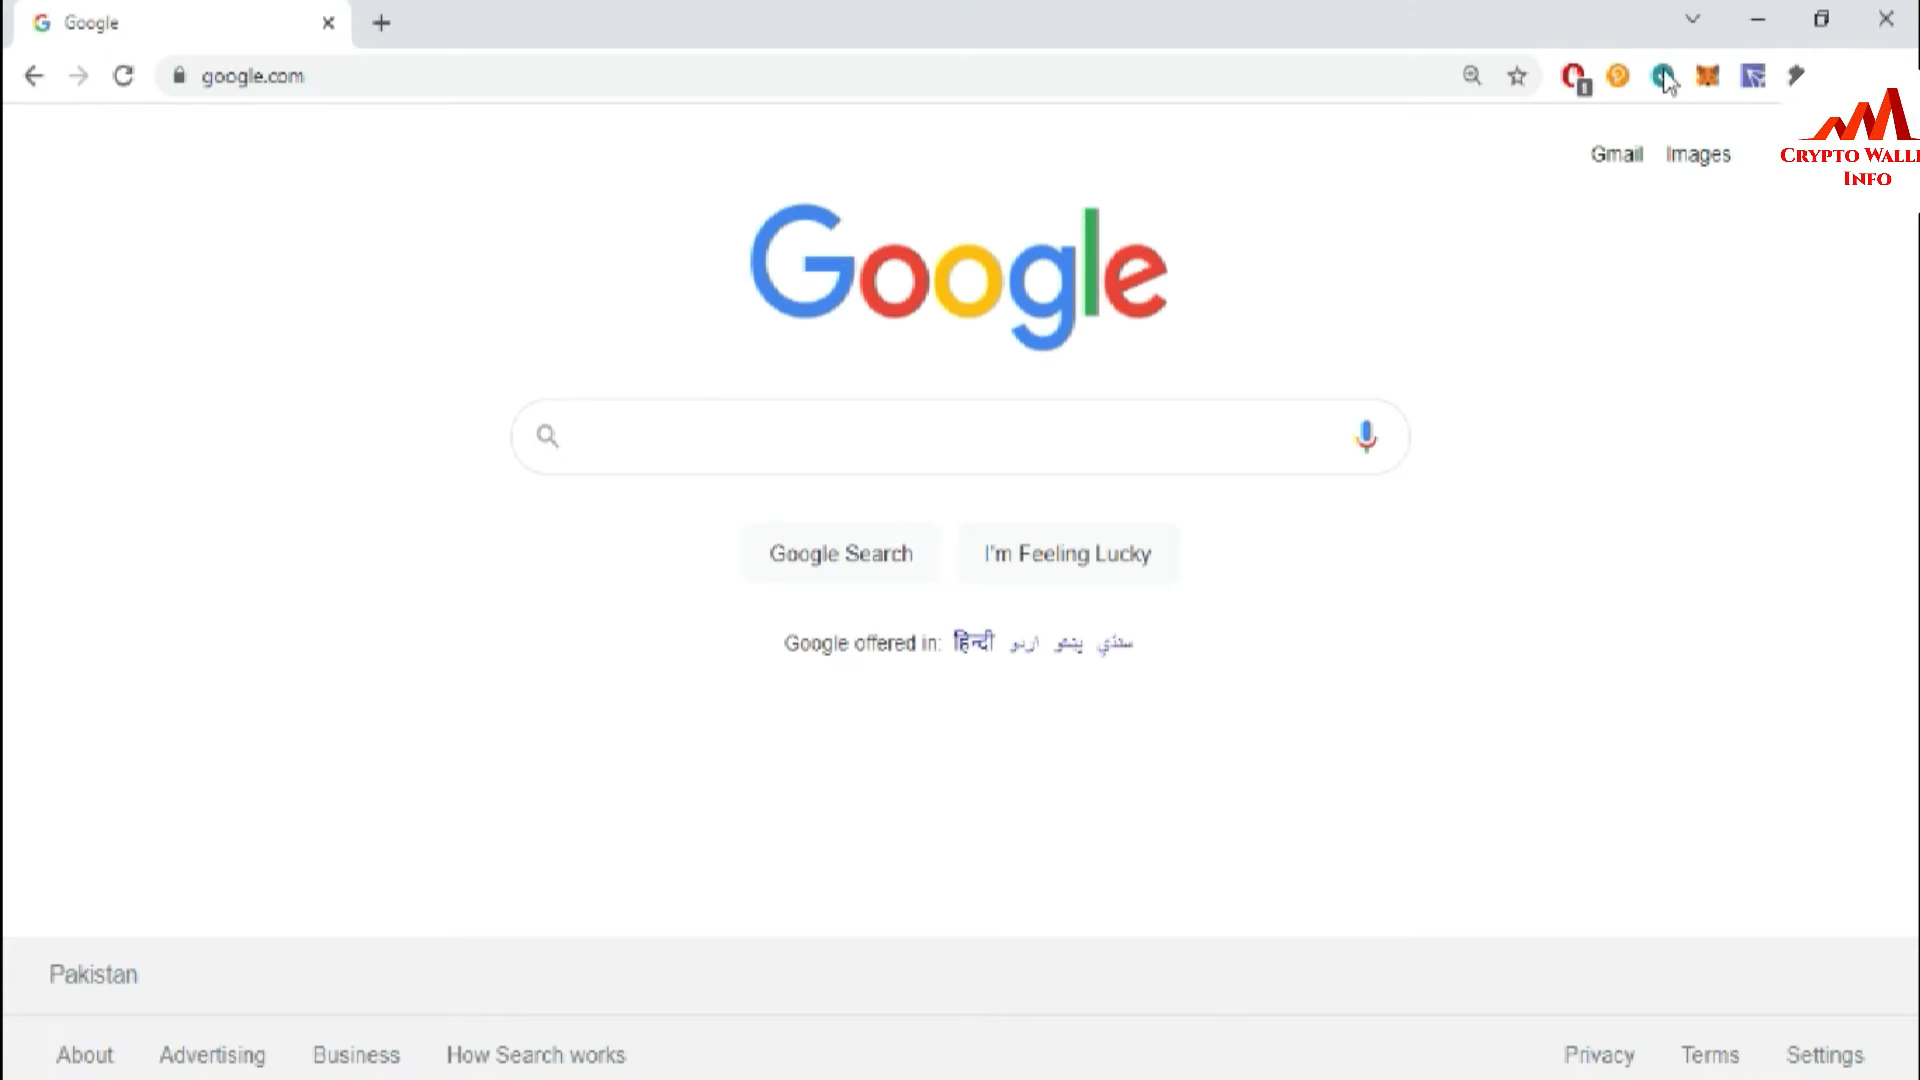 Google
google.com
Gmail Images
CRYPTO WALLE
INFO
Google
Google Search
I'm Feeling Lucky
Google offered in: हिन्दी اردو پښتو سنڌي
Pakistan
About Advertising Business How Search works Privacy Terms Settings